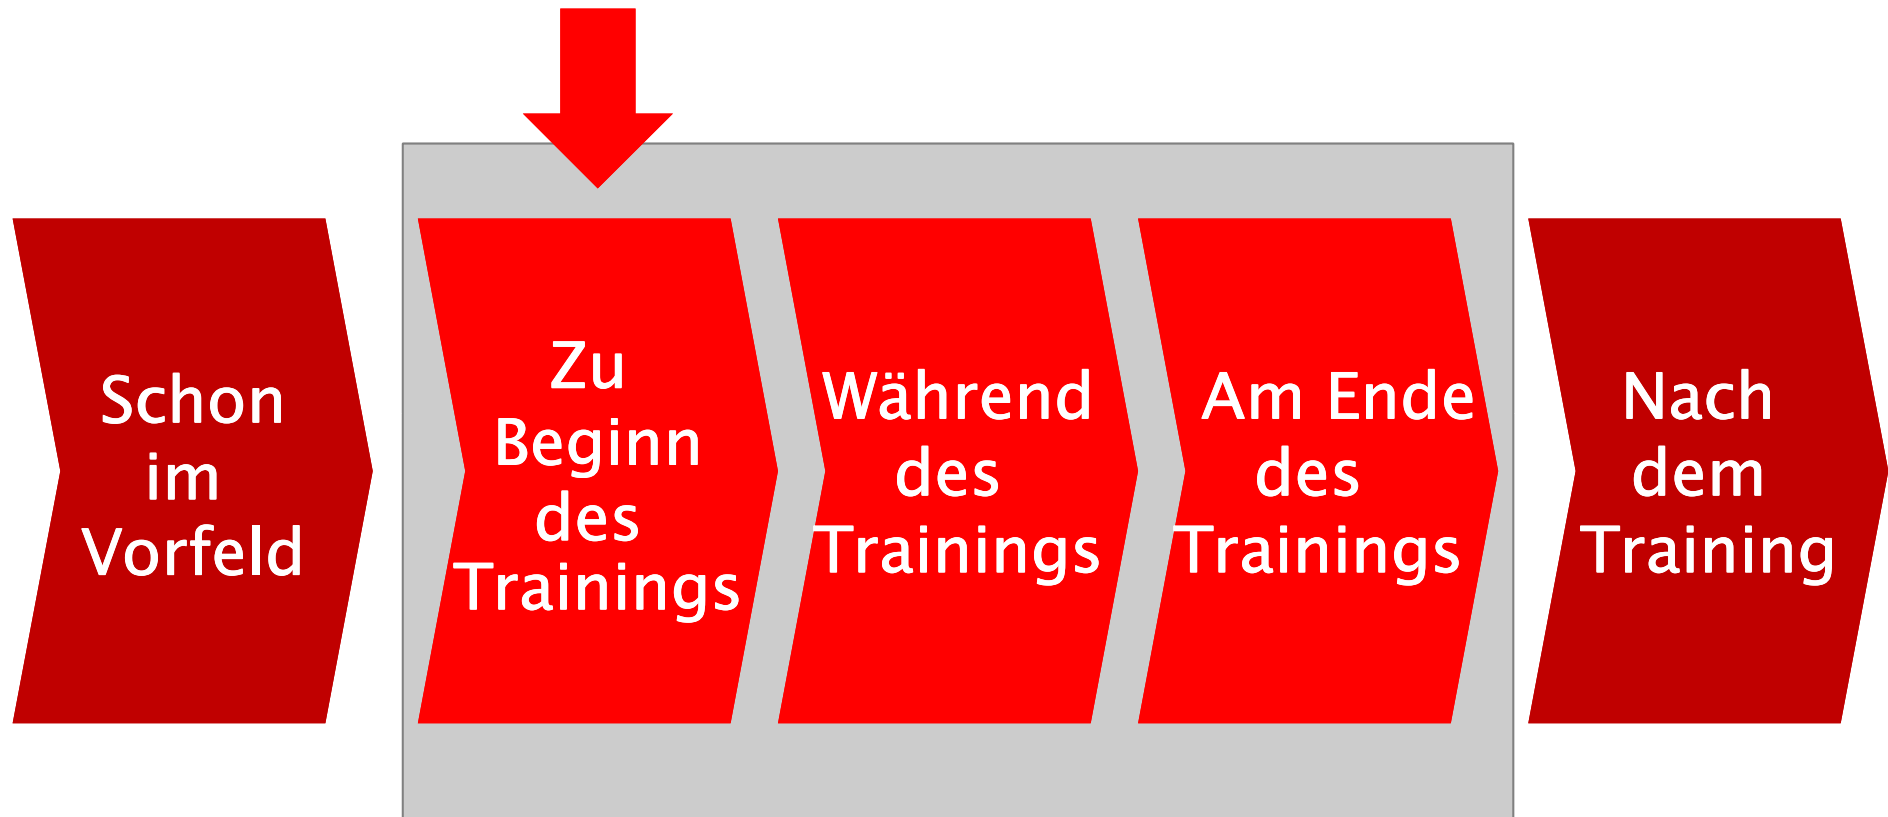 Schon
im
Vorfeld
Zu
Beginn
des
Trainings
Während
des
Trainings
Am Ende
des
Trainings
Nach
dem
Training